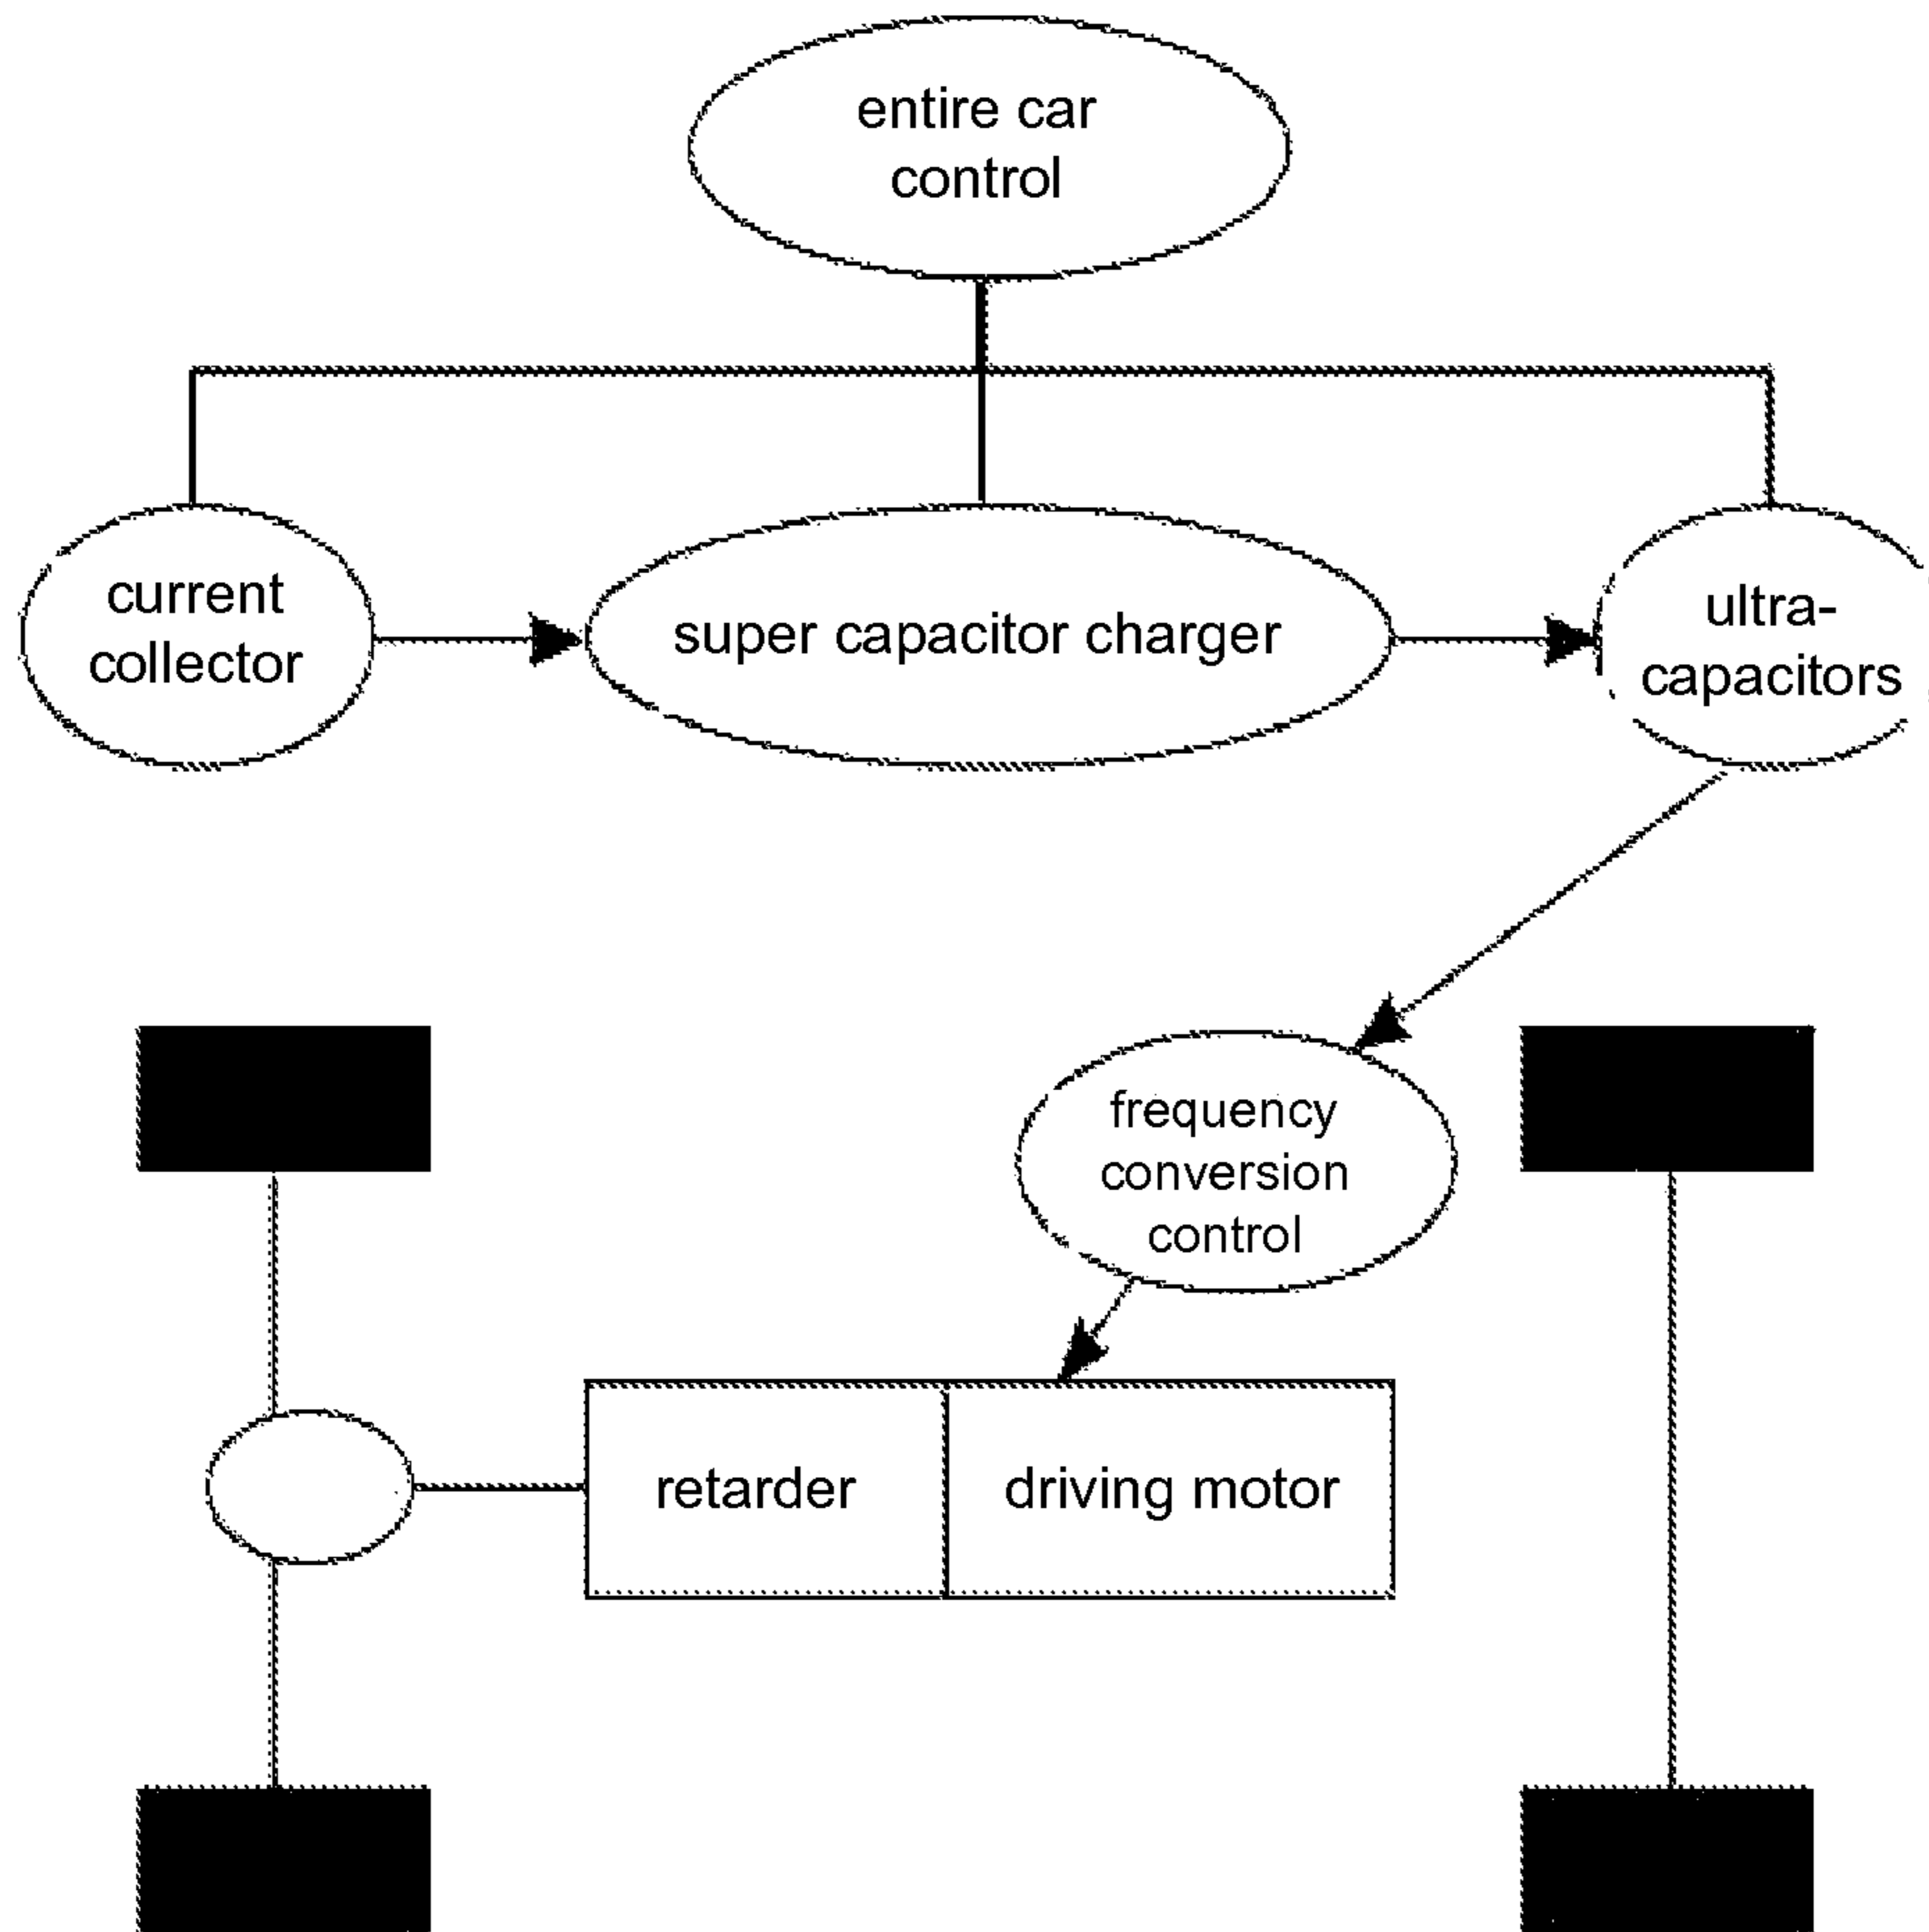 entire car
control
current
collector
super capacitor charger
ultra-
capacitors
frequency
conversion
control
retarder
driving motor